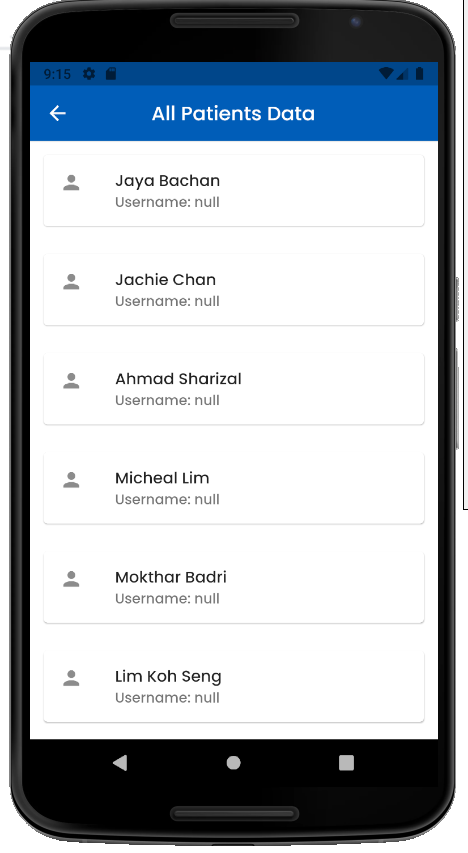 9:15
All Patients Data
Jaya Bachan
Username: null
Jachie Chan
Username: null
Ahmad Sharizal
Username: null
Micheal Lim
Username: null
Mokthar Badri
Username: null
Lim Koh Seng
Username: null